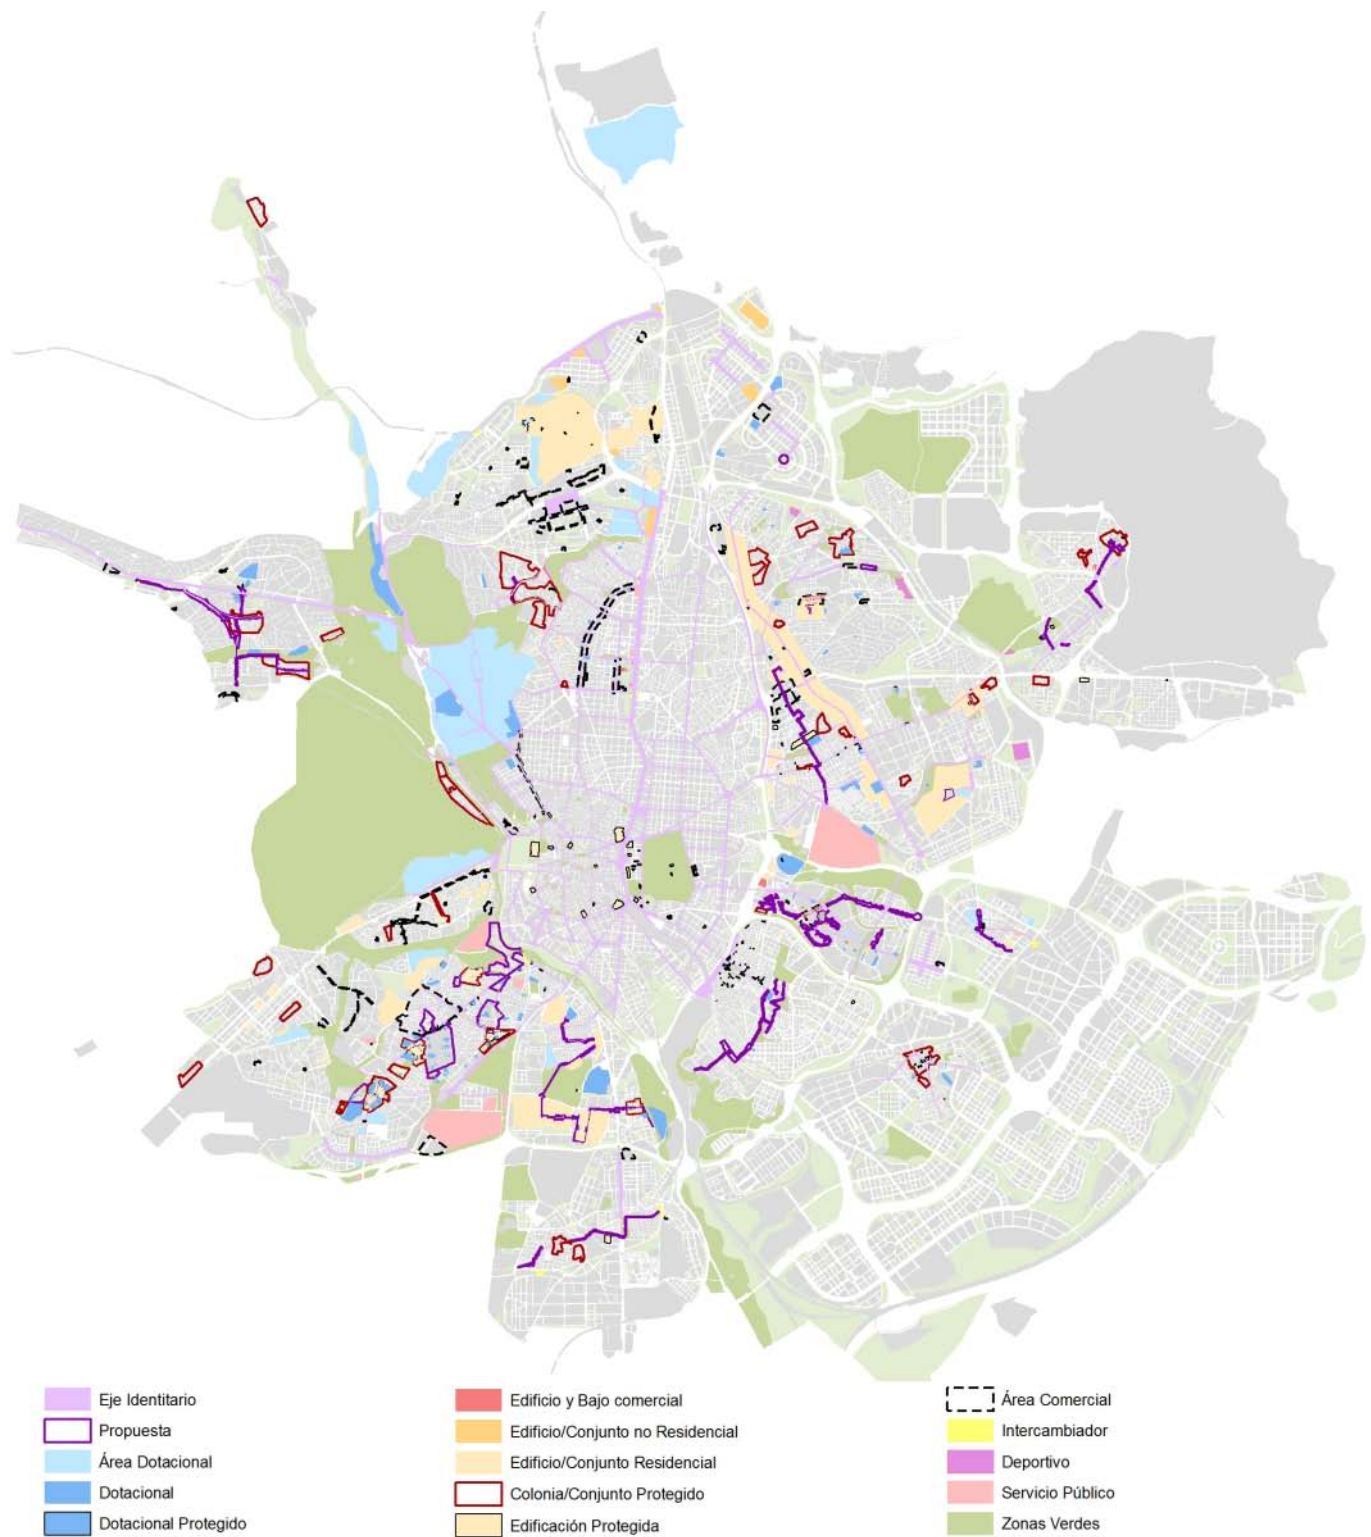 Eje Identitario
Propuesta
Área Dotacional
Dotacional
Dotacional Protegido
Edificio y Bajo comercial
Edificio/Conjunto no Residencial
Edificio/Conjunto Residencial
Colonia/Conjunto Protegido
Edificación Protegida
Área Comercial
Intercambiador
Deportivo
Servicio Público
Zonas Verdes